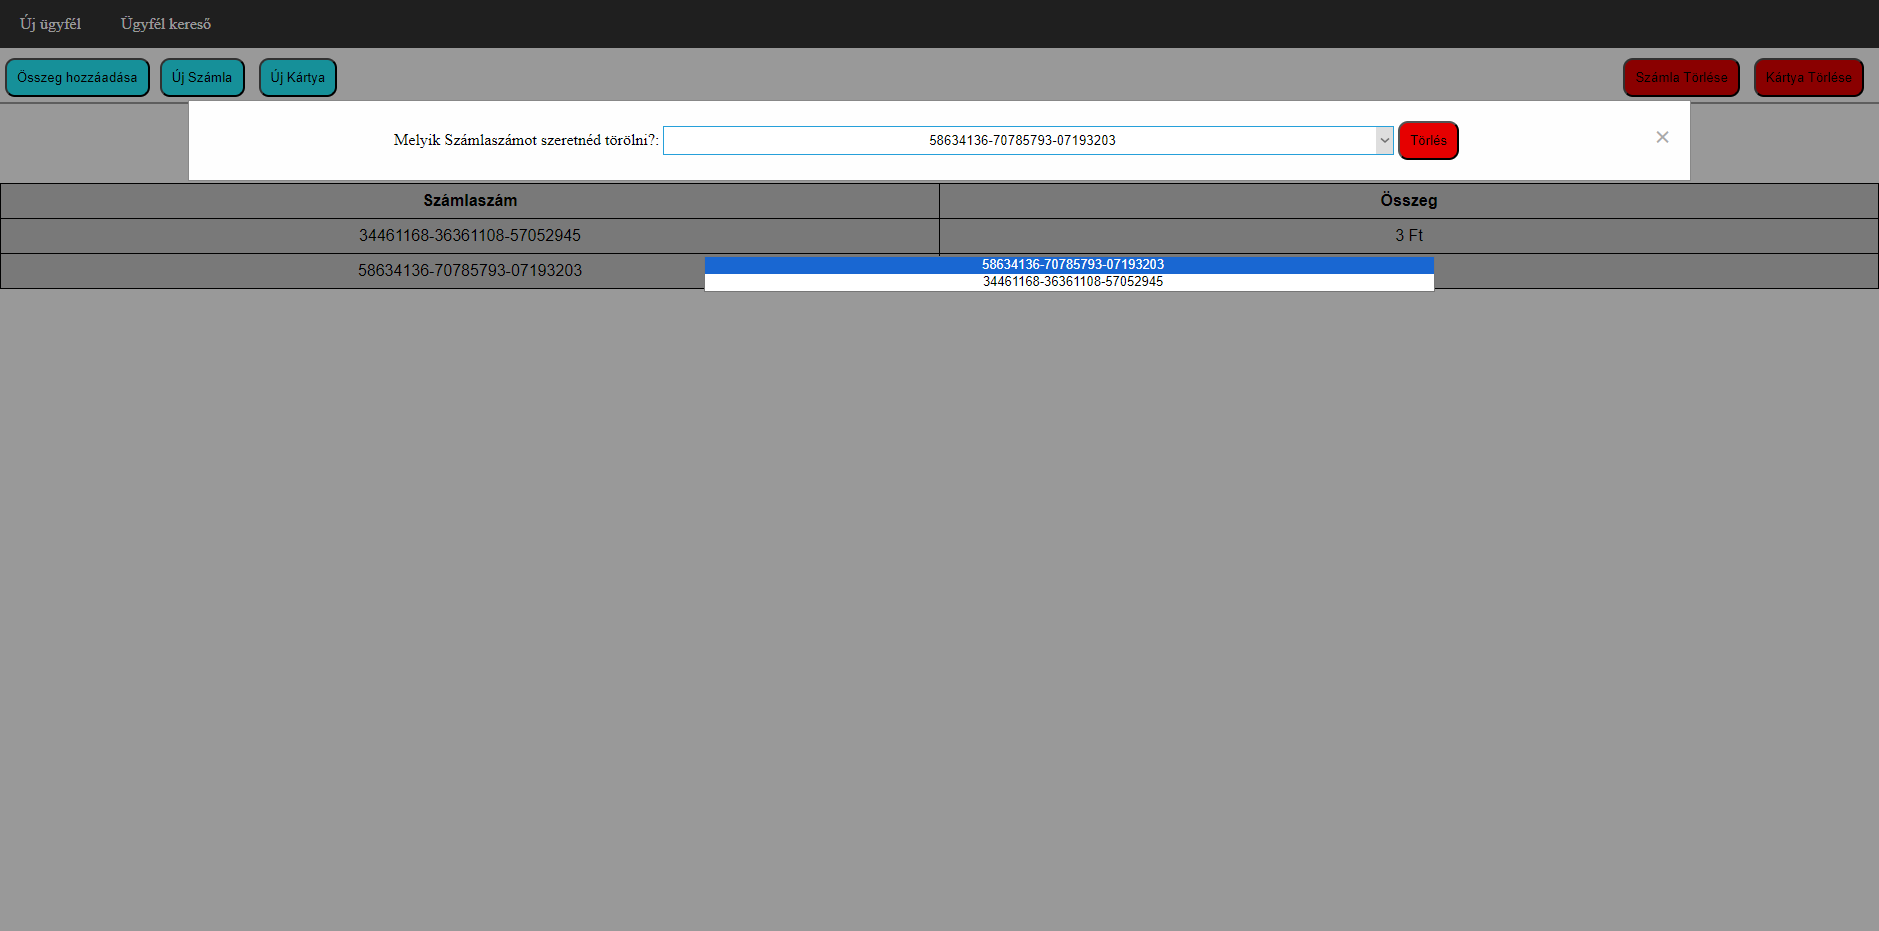 Új ügyfél Ügyfél kereső
Összeg hozzáadása Új Számla Új Kártya Számla Törlése Kártya Törlése
Melyik Számlaszámot szeretnéd törölni?: 58634136-70785793-07193203 Törlés ×
Számlaszám Összeg
34461168-36361108-57052945 3 Ft
58634136-70785793-07193203
58634136-70785793-07193203
34461168-36361108-57052945